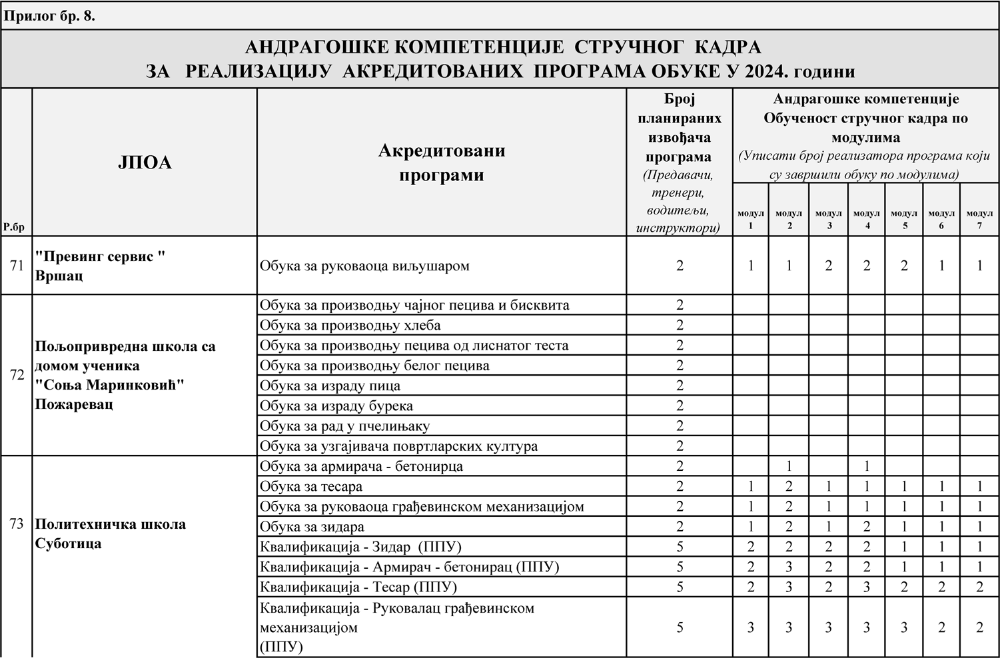 Прилог бр. 8.
АНДРАГОШКЕ КОМПЕТЕНЦИЈЕ СТРУЧНОГ КАДРА
ЗА РЕАЛИЗАЦИЈУ АКРЕДИТОВАНИХ ПРОГРАМА ОБУКЕ У 2024. години
Р.бр
ЈПОА
Акредитовани
програми
Број
планираних
извођача
програма
(Предавачи,
тренери,
водитељи,
инструктори)
Андрагошке компетенције
Обученост стручног кадра по
модулима
(Уписати број реализатора програма који
су завршили обуку по модулима)
модул 1
модул 2
модул 3
модул 4
модул 5
модул 6
модул 7
71
"Превинг сервис "
Вршац
Обука за руковаоца виљушаром 2 1 1 2 2 2 1 1
72
Пољопривредна школа са
домом ученика
"Соња Маринковић"
Пожаревац
Обука за производњу чајног пецива и бисквита 2
Обука за производњу хлеба 2
Обука за производњу пецива од лиснатог теста 2
Обука за производњу белог пецива 2
Обука за израду пица 2
Обука за израду бурека 2
Обука за рад у пчелињаку 2
Обука за узгајивача повртларских култура 2
73
Политехничка школа
Суботица
Обука за армирача - бетонирца 2 1 1
Обука за тесара 2 1 2 1 1 1 1 1
Обука за руковаоца грађевинском механизацијом 2 1 2 1 1 1 1 1
Обука за зидара 2 1 2 1 2 1 1 1
Квалификација - Зидар (ППУ) 5 2 2 2 2 1 1 1
Квалификација - Армирач - бетонирац (ППУ) 5 2 3 2 2 1 1 1
Квалификација - Тесар (ППУ) 5 2 3 2 3 2 2 2
Квалификација - Руковалац грађевинском
механизацијом
(ППУ)
5 3 3 3 3 3 2 2